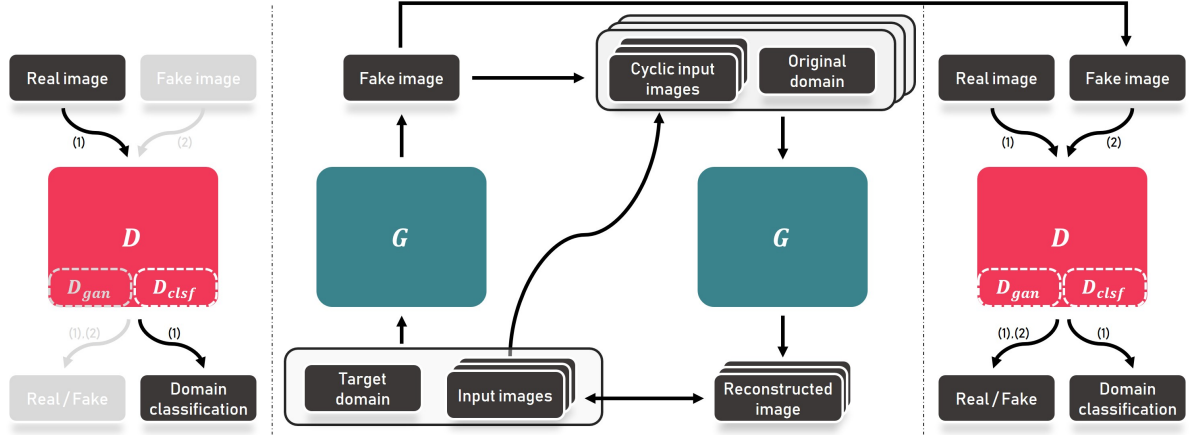 Real image
Fake image
(1)
(2)
D
D_gan
D_clsf
(1).(2)
(1)
Real / Fake
Domain
classification
Fake image
Cyclic input
images
Original
domain
G
G
Target
domain
Input images
Reconstructed
image
Real image
Fake image
(1)
(2)
D
D_gan
D_clsf
(1).(2)
(1)
Real / Fake
Domain
classification